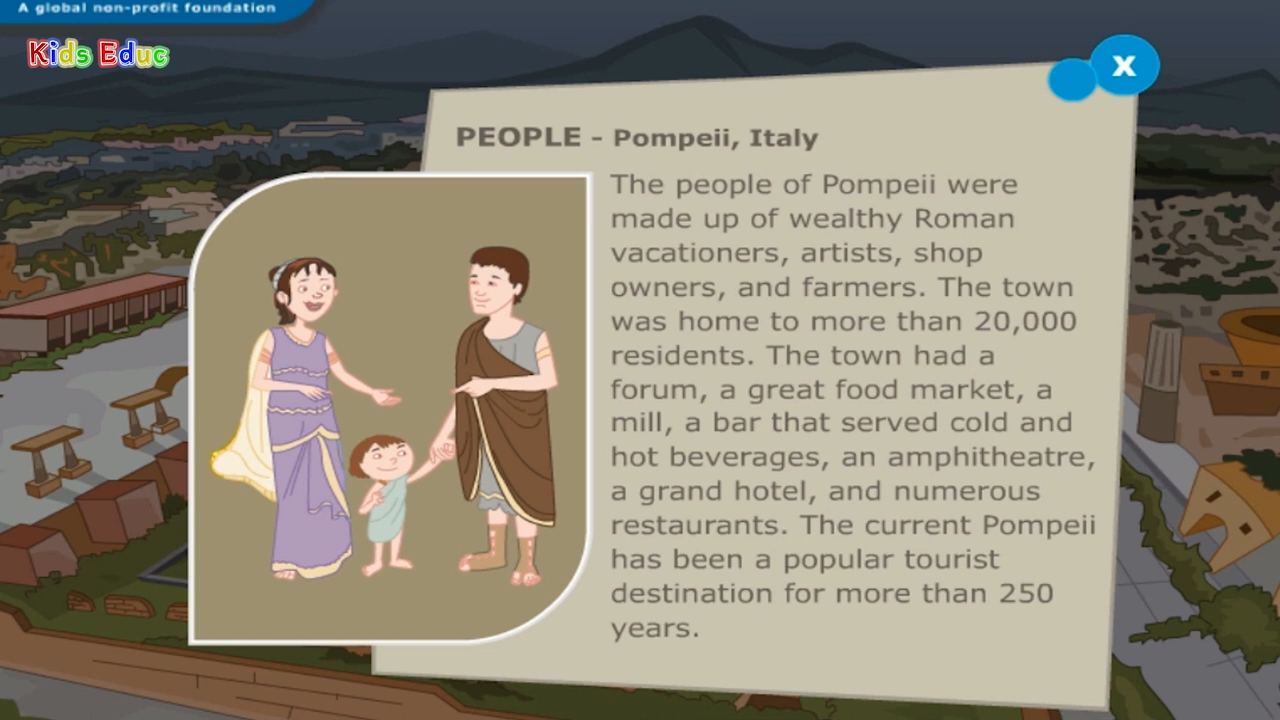 A global non-profit foundation
Kids Educ
X
PEOPLE - Pompeii, Italy
The people of Pompeii were
made up of wealthy Roman
vacationers, artists, shop
owners, and farmers. The town
was home to more than 20,000
residents. The town had a
forum, a great food market, a
mill, a bar that served cold and
hot beverages, an amphitheatre,
a grand hotel, and numerous
restaurants. The current Pompeii
has been a popular tourist
destination for more than 250
years.